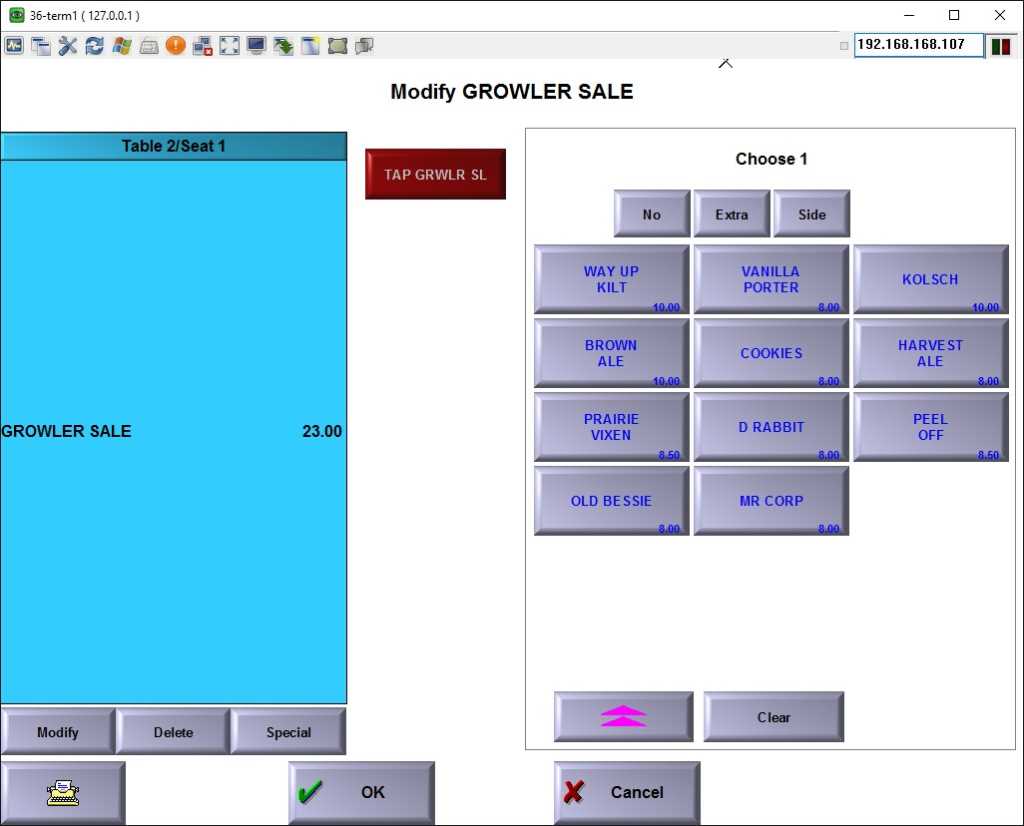 36-term1 ( 127.0.0.1 )
192.168.168.107
Modify GROWLER SALE
Table 2/Seat 1
GROWLER SALE 23.00
TAP GRWLR SL
Choose 1
No Extra Side
WAY UP
KILT
10.00
VANILLA
PORTER
8.00
KOLSCH
10.00
BROWN
ALE
10.00
COOKIES
8.00
HARVEST
ALE
8.00
PRAIRIE
VIXEN
8.50
D RABBIT
8.00
PEEL
OFF
8.50
OLD BESSIE
8.00
MR CORP
8.00
Clear
Modify Delete Special
OK
Cancel